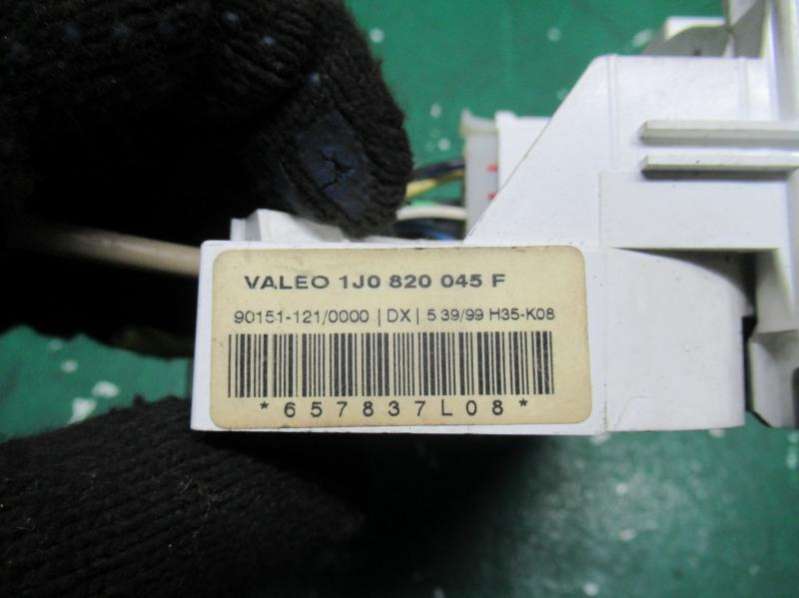 VALEO 1J0 820 045 F
90151-121/0000 | DX | 5 39/99 H35-K08
*657837L08*